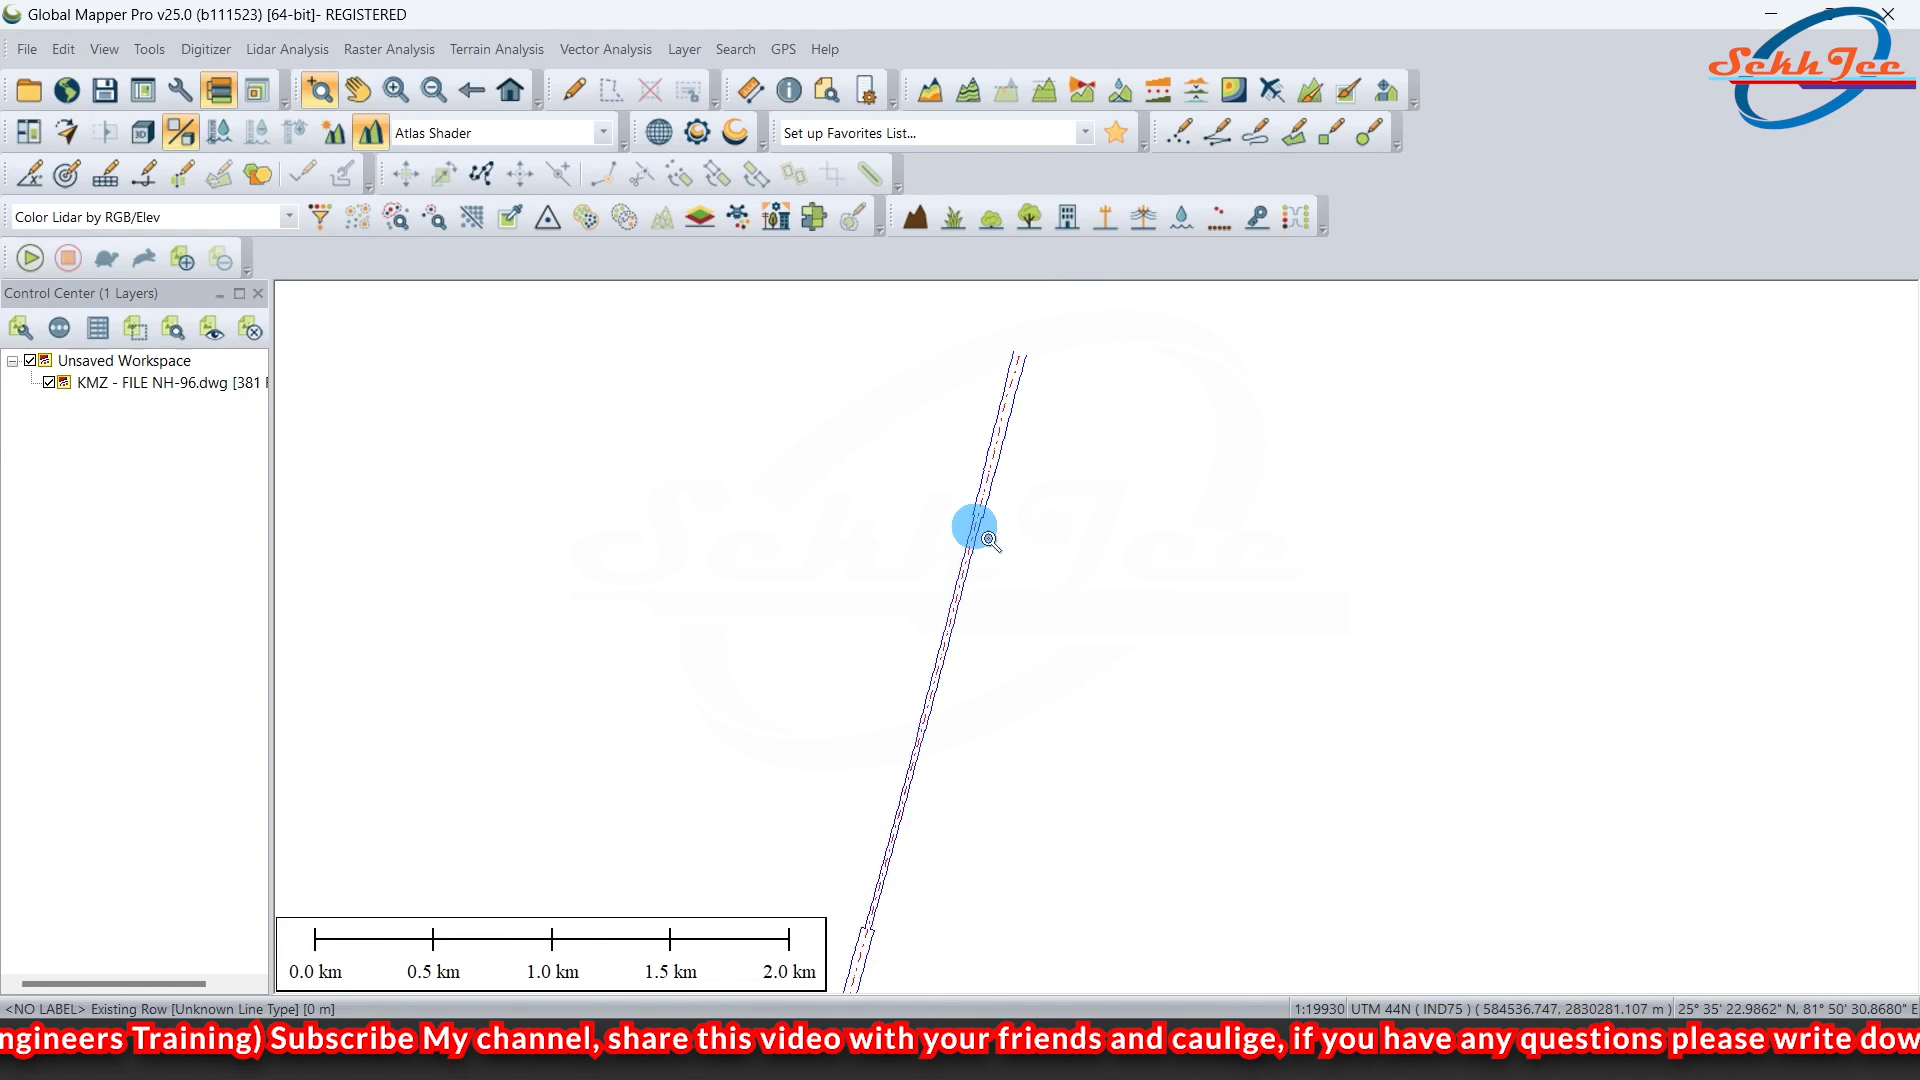 Global Mapper Pro v25.0 (b111523) [64-bit]- REGISTERED
SekhJee
File Edit View Tools Digitizer Lidar Analysis Raster Analysis Terrain Analysis Vector Analysis Layer Search GPS Help
Atlas Shader
Set up Favorites List...
Color Lidar by RGB/Elev
Control Center (1 Layers)
Unsaved Workspace
KMZ - FILE NH-96.dwg [381
SekhJee
0.0 km 0.5 km 1.0 km 1.5 km 2.0 km
<NO LABEL> Existing Row [Unknown Line Type] [0 m]
1:19930 UTM 44N ( IND75 ) ( 584536.747, 2830281.107 m ) 25° 35' 22.9862" N, 81° 50' 30.8680" E
ngineers Training) Subscribe My channel, share this video with your friends and caulige, if you have any questions please write dow